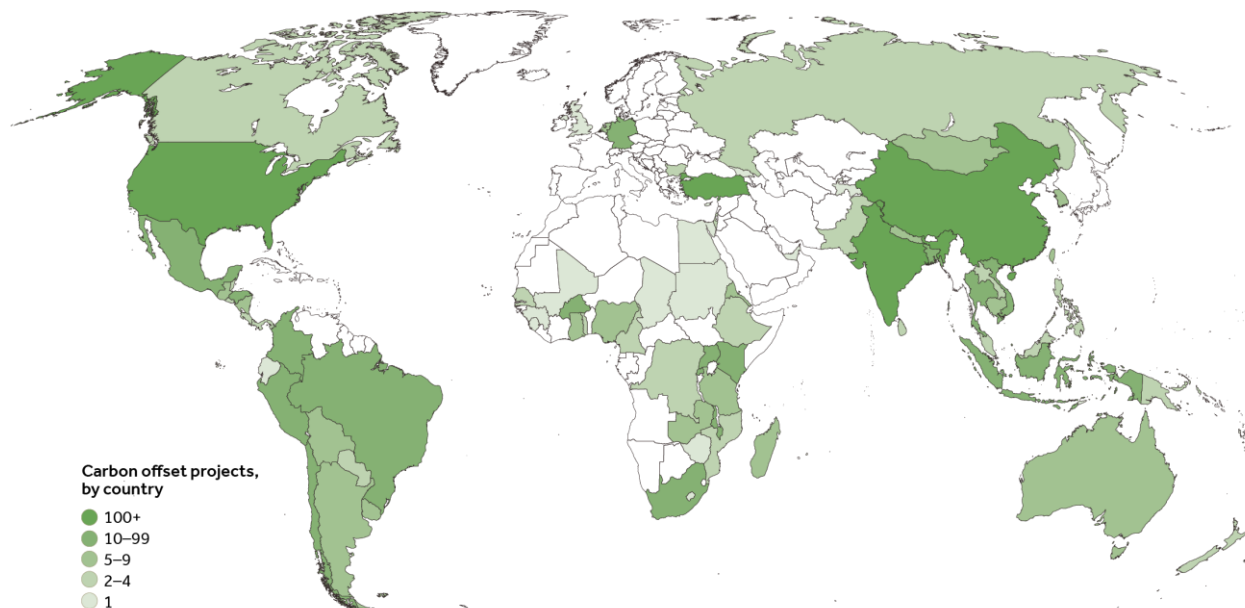 Carbon offset projects,
by country
100+
10–99
5–9
2–4
1